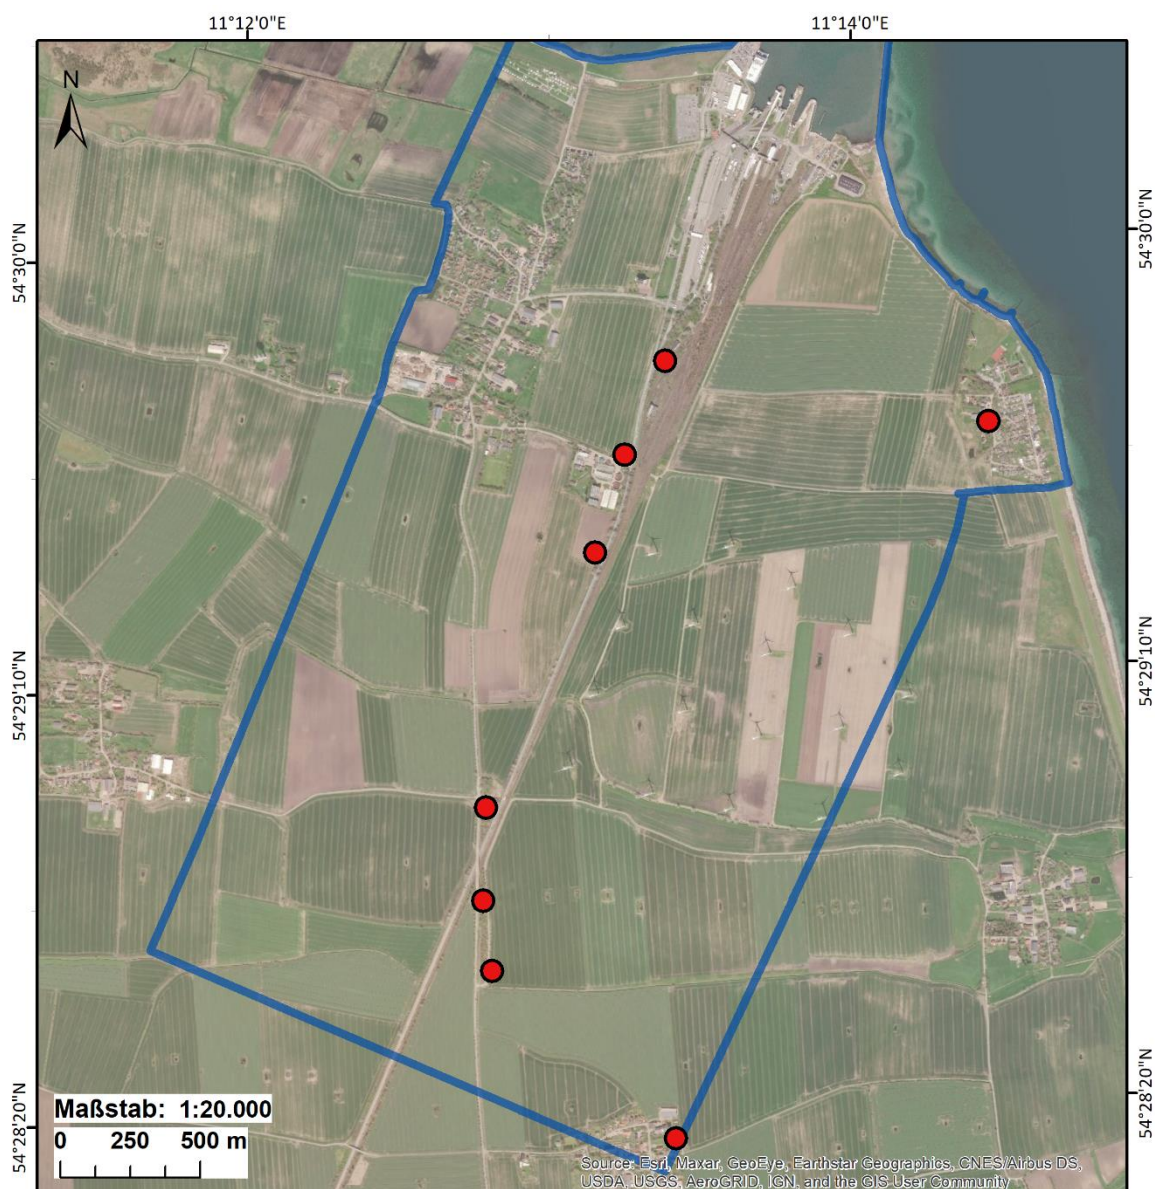 11°12'0"E
11°14'0"E
N
54°30'0"N
54°30'0"N
54°29'10"N
54°29'10"N
54°28'20"N
54°28'20"N
Maßstab: 1:20.000
0 250 500 m
Source: Esri, Maxar, GeoEye, Earthstar Geographics, CNES/Airbus DS,
USDA, USGS, AeroGRID, IGN, and the GIS User Community